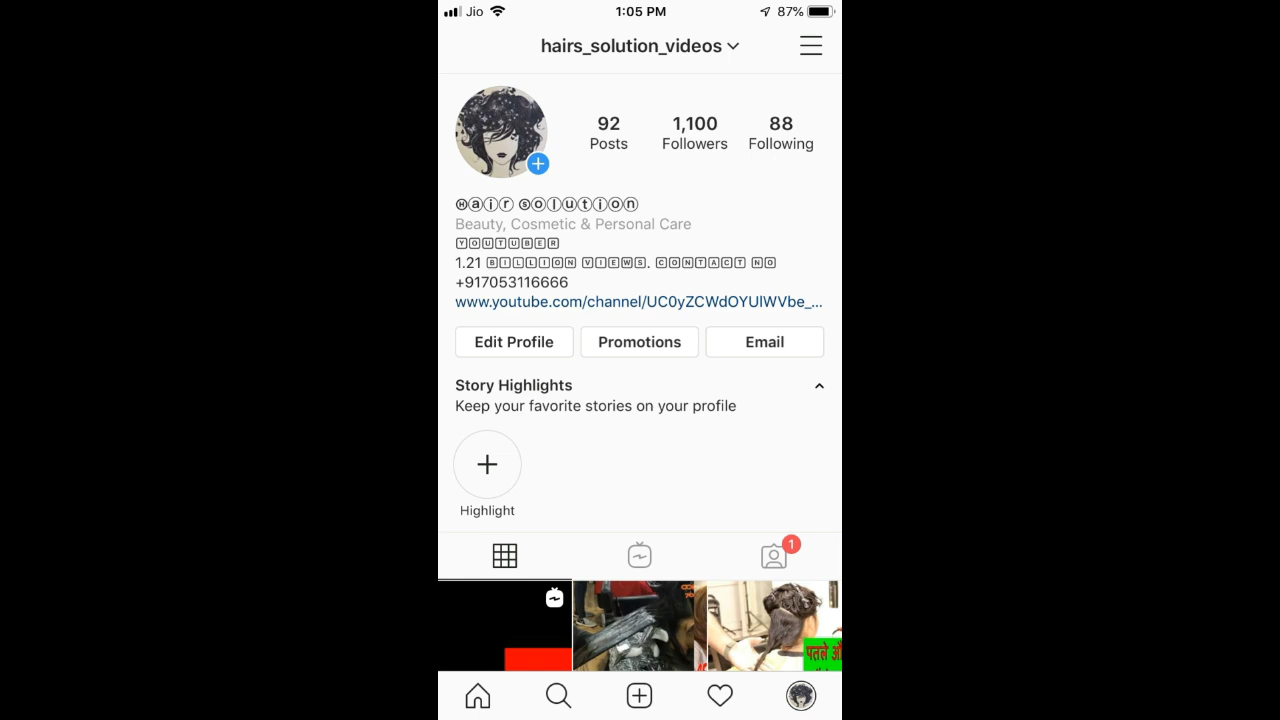 Jio
1:05 PM
87%
hairs_solution_videos
92
Posts
1,100
Followers
88
Following
Ⓗⓐⓘⓡ ⓢⓞⓛⓤⓣⓘⓞⓝ
Beauty, Cosmetic & Personal Care
🅈🄾🅄🅃🅄🄱🄴🅁
1.21 🄱🄸🄻🄻🄸🄾🄽 🅅🄸🄴🅆🅂. 🄲🄾🄽🅃🄰🄲🅃 🄽🄾
+917053116666
www.youtube.com/channel/UC0yZCWdOYUlWVbe_...
Edit Profile
Promotions
Email
Story Highlights
Keep your favorite stories on your profile
Highlight
1
पतले औ